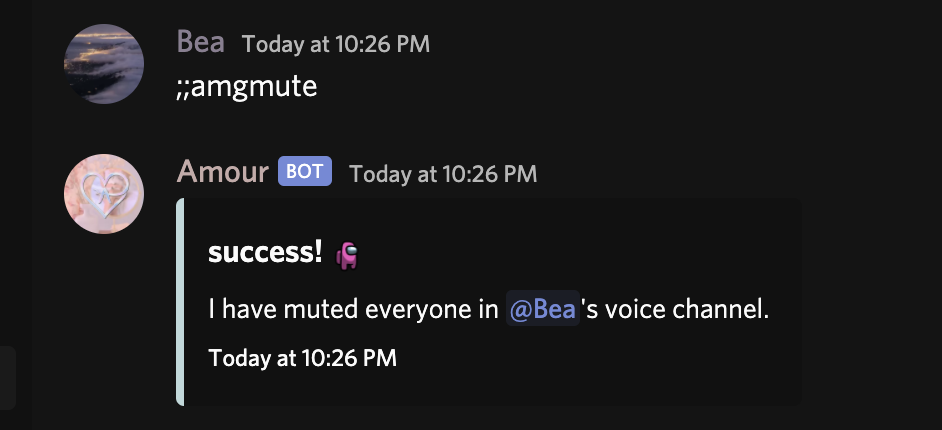 Bea Today at 10:26 PM
;;amgmute
Amour BOT Today at 10:26 PM
success!
I have muted everyone in @Bea's voice channel.
Today at 10:26 PM